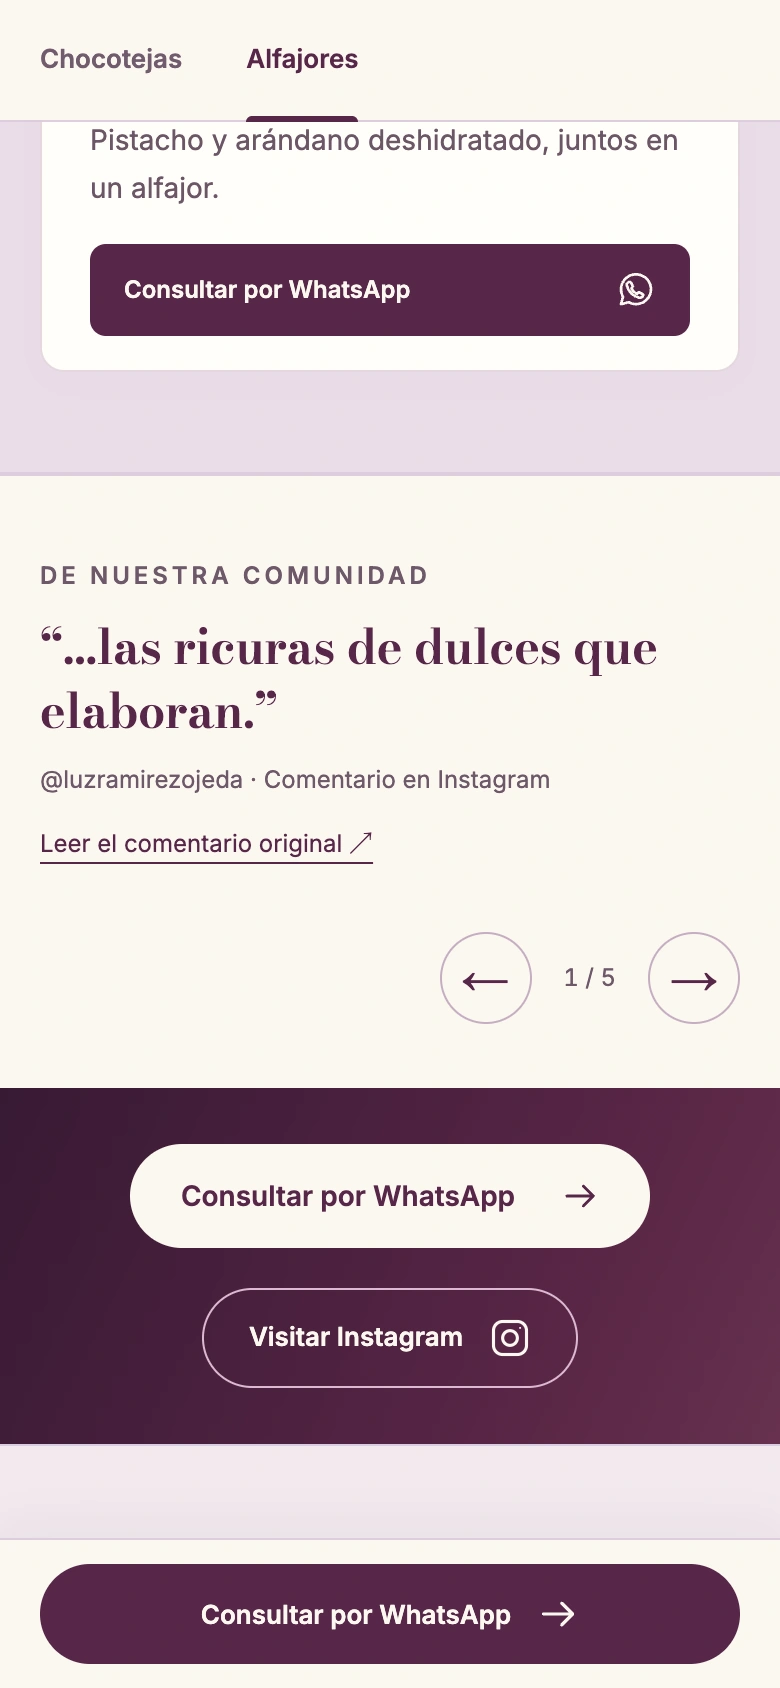 Chocotejas Alfajores
Pistacho y arándano deshidratado, juntos en
un alfajor.
Consultar por WhatsApp
DE NUESTRA COMUNIDAD
“…las ricuras de dulces que
elaboran.”
@luzramirezojeda · Comentario en Instagram
Leer el comentario original ↗
← 1 / 5 →
Consultar por WhatsApp →
Visitar Instagram
Consultar por WhatsApp →